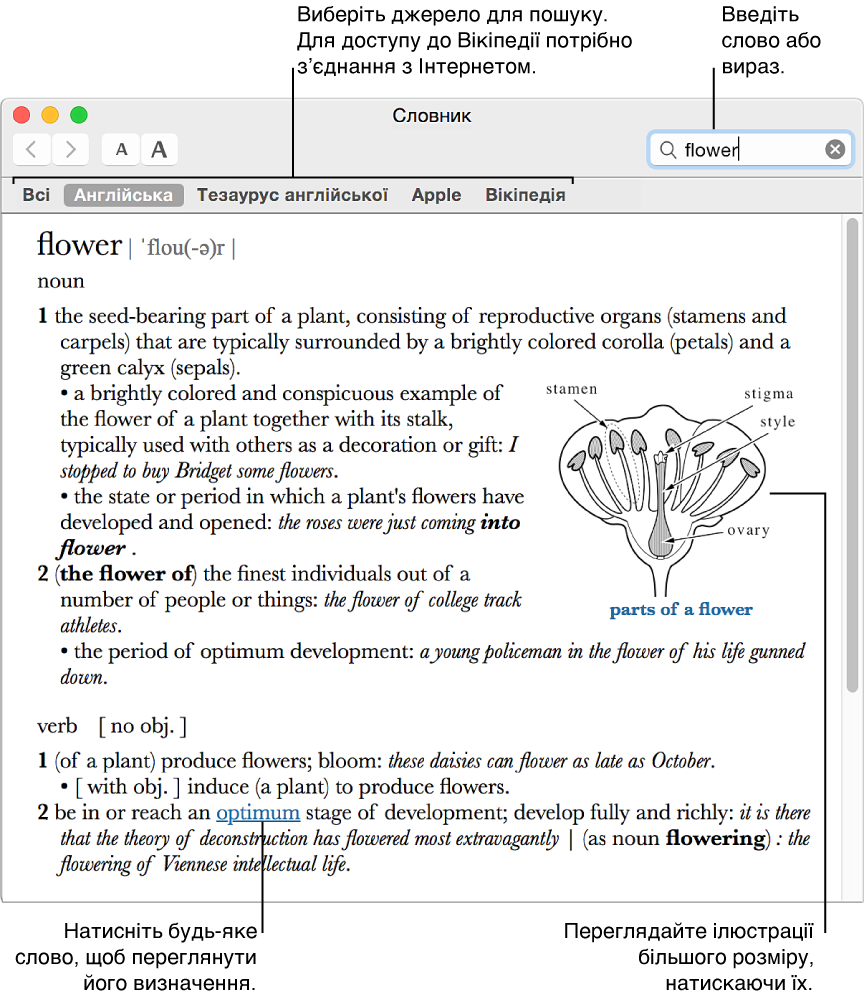 Виберіть джерело для пошуку.
Для доступу до Вікіпедії потрібно
з’єднання з Інтернетом.
Введіть
слово або
вираз.
Словник
A A
flower
Всі Англійська Тезаурус англійської Apple Вікіпедія
flower | ˈflou(-ə)r |
noun
1 the seed-bearing part of a plant, consisting of reproductive organs (stamens and
carpels) that are typically surrounded by a brightly colored corolla (petals) and a
green calyx (sepals).
• a brightly colored and conspicuous example of
the flower of a plant together with its stalk,
typically used with others as a decoration or gift: I
stopped to buy Bridget some flowers.
• the state or period in which a plant's flowers have
developed and opened: the roses were just coming into
flower .
stamen
stigma
style
ovary
parts of a flower
2 (the flower of) the finest individuals out of a
number of people or things: the flower of college track
athletes.
• the period of optimum development: a young policeman in the flower of his life gunned
down.
verb [ no obj. ]
1 (of a plant) produce flowers; bloom: these daisies can flower as late as October.
• [ with obj. ] induce (a plant) to produce flowers.
2 be in or reach an optimum stage of development; develop fully and richly: it is there
that the theory of deconstruction has flowered most extravagantly | (as noun flowering) : the
flowering of Viennese intellectual life.
Натисніть будь-яке
слово, щоб переглянути
його визначення.
Переглядайте ілюстрації
більшого розміру,
натискаючи їх.